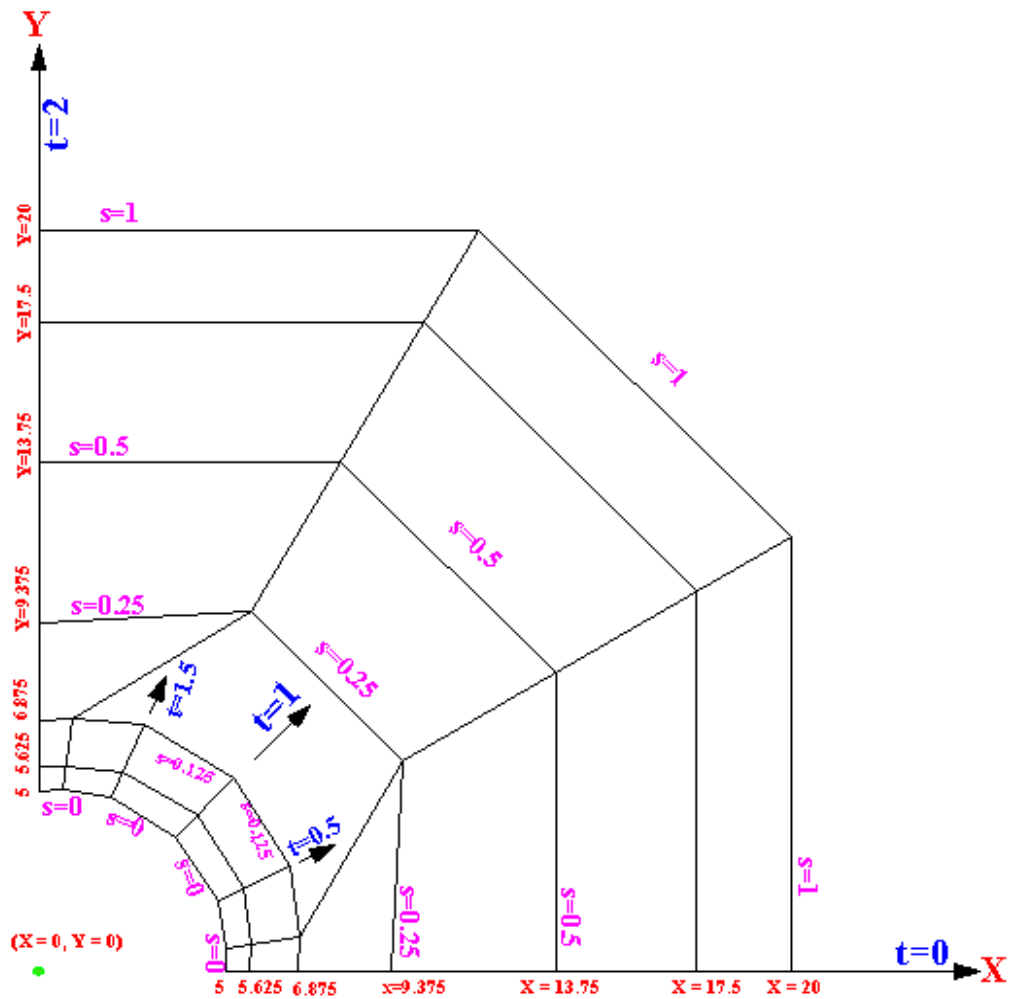 Y
t=2
Y=20
s=1
Y=17.5
s=1
Y=13.75
s=0.5
s=0.5
Y=9.375
s=0.25
s=0.25
t=1.5
t=1
6.875
5.625
5
s=0.125
s=0.125
s=0
s=0
s=0
s=0
t=0.5
s=0.25
s=0.5
s=1
(X = 0, Y = 0)
t=0
X
5
5.625
6.875
x=9.375
X = 13.75
X = 17.5
X = 20